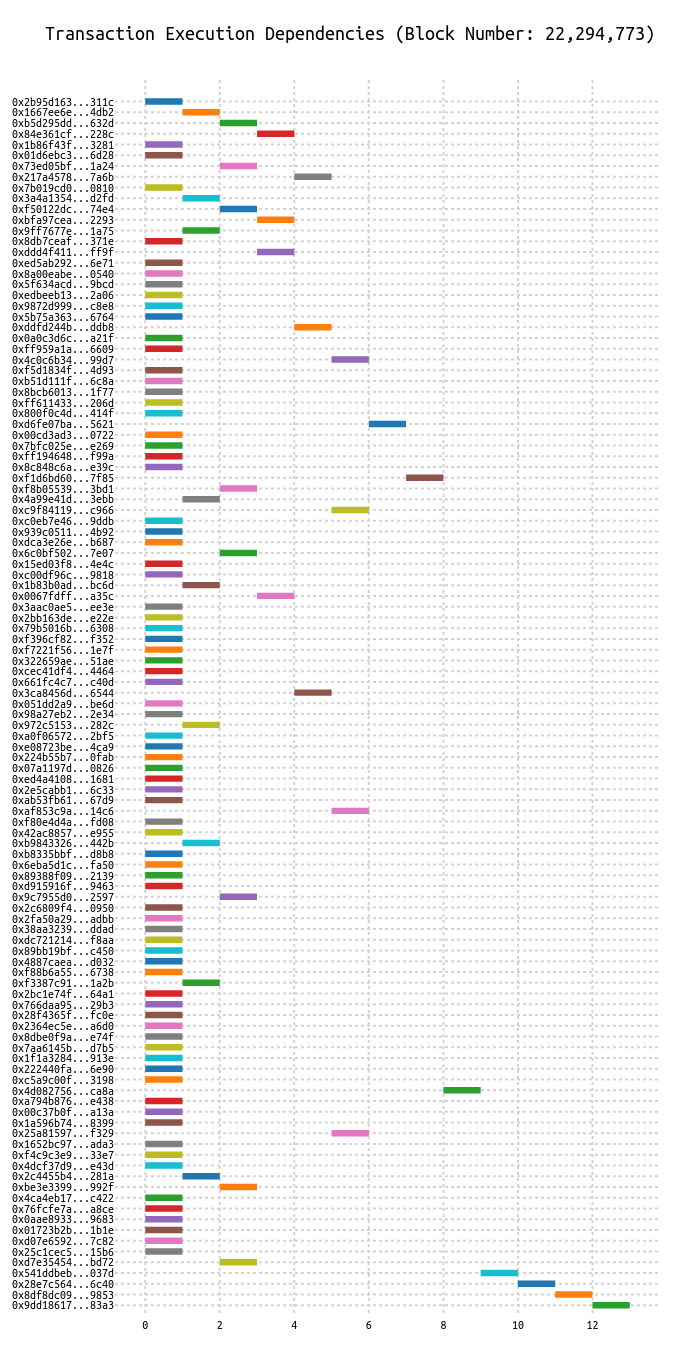 Transaction Execution Dependencies (Block Number: 22,294,773)
0x2b95d163...311c
0x1667ee6e...4db2
0xb5d295dd...632d
0x84e361cf...228c
0x1b86f43f...3281
0x01d6ebc3...6d28
0x73ed05bf...1a24
0x217a4578...7a6b
0x7b019cd0...0810
0x3a4a1354...d2fd
0xf50122dc...74e4
0xbfa97cea...2293
0x9ff7677e...1a75
0x8db7ceaf...371e
0xddd4f411...ff9f
0xed5ab292...6e71
0x8a00eabe...0540
0x5f634acd...9bcd
0xedbeeb13...2a06
0x9872d999...c8e8
0x5b75a363...6764
0xddfd244b...ddb8
0x0a0c3d6c...a21f
0xff959a1a...6609
0x4c0c6b34...99d7
0xf5d1834f...4d93
0xb51d111f...6c8a
0x8bcb6013...1f77
0xff611433...206d
0x800f0c4d...414f
0xd6fe07ba...5621
0x00cd3ad3...0722
0x7bfc025e...e269
0xff194648...f99a
0x8c848c6a...e39c
0xf1d6bd60...7f85
0xf8b05539...3bd1
0x4a99e41d...3ebb
0xc9f84119...c966
0xc0eb7e46...9ddb
0x939c0511...4b92
0xdca3e26e...b687
0x6c0bf502...7e07
0x15ed03f8...4e4c
0xc00df96c...9818
0x1b83b0ad...bc6d
0x0067fdff...a35c
0x3aac0ae5...ee3e
0x2bb163de...e22e
0x79b5016b...6308
0xf396cf82...f352
0xf7221f56...1e7f
0x322659ae...51ae
0xcec41df4...4464
0x661fc4c7...c40d
0x3ca8456d...6544
0x051dd2a9...be6d
0x98a27eb2...2e34
0x972c5153...282c
0xa0f06572...2bf5
0xe08723be...4ca9
0x224b55b7...0fab
0x07a1197d...0826
0xed4a4108...1681
0x2e5cabb1...6c33
0xab53fb61...67d9
0xaf853c9a...14c6
0xf80e4d4a...fd08
0x42ac8857...e955
0xb9843326...442b
0xb8335bbf...d8b8
0x6eba5d1c...fa50
0x89388f09...2139
0xd915916f...9463
0x9c7955d0...2597
0x2c6809f4...0950
0x2fa50a29...adbb
0x38aa3239...ddad
0xdc721214...f8aa
0x89bb19bf...c450
0x4887caea...d032
0xf88b6a55...6738
0xf3387c91...1a2b
0x2bc1e74f...64a1
0x766daa95...29b3
0x28f4365f...fc0e
0x2364ec5e...a6d0
0x8dbe0f9a...e74f
0x7aa6145b...d7b5
0x1f1a3284...913e
0x222440fa...6e90
0xc5a9c00f...3198
0x4d082756...ca8a
0xa794b876...e438
0x00c37b0f...a13a
0x1a596b74...8399
0x25a81597...f329
0x1652bc97...ada3
0xf4c9c3e9...33e7
0x4dcf37d9...e43d
0x2c4455b4...281a
0xbe3e3399...992f
0x4ca4eb17...c422
0x76fcfe7a...a8ce
0x0aae8933...9683
0x01723b2b...1b1e
0xd07e6592...7c82
0x25c1cec5...15b6
0xd7e35454...bd72
0x541ddbeb...037d
0x28e7c564...6c40
0x8df8dc09...9853
0x9dd18617...83a3
0 2 4 6 8 10 12